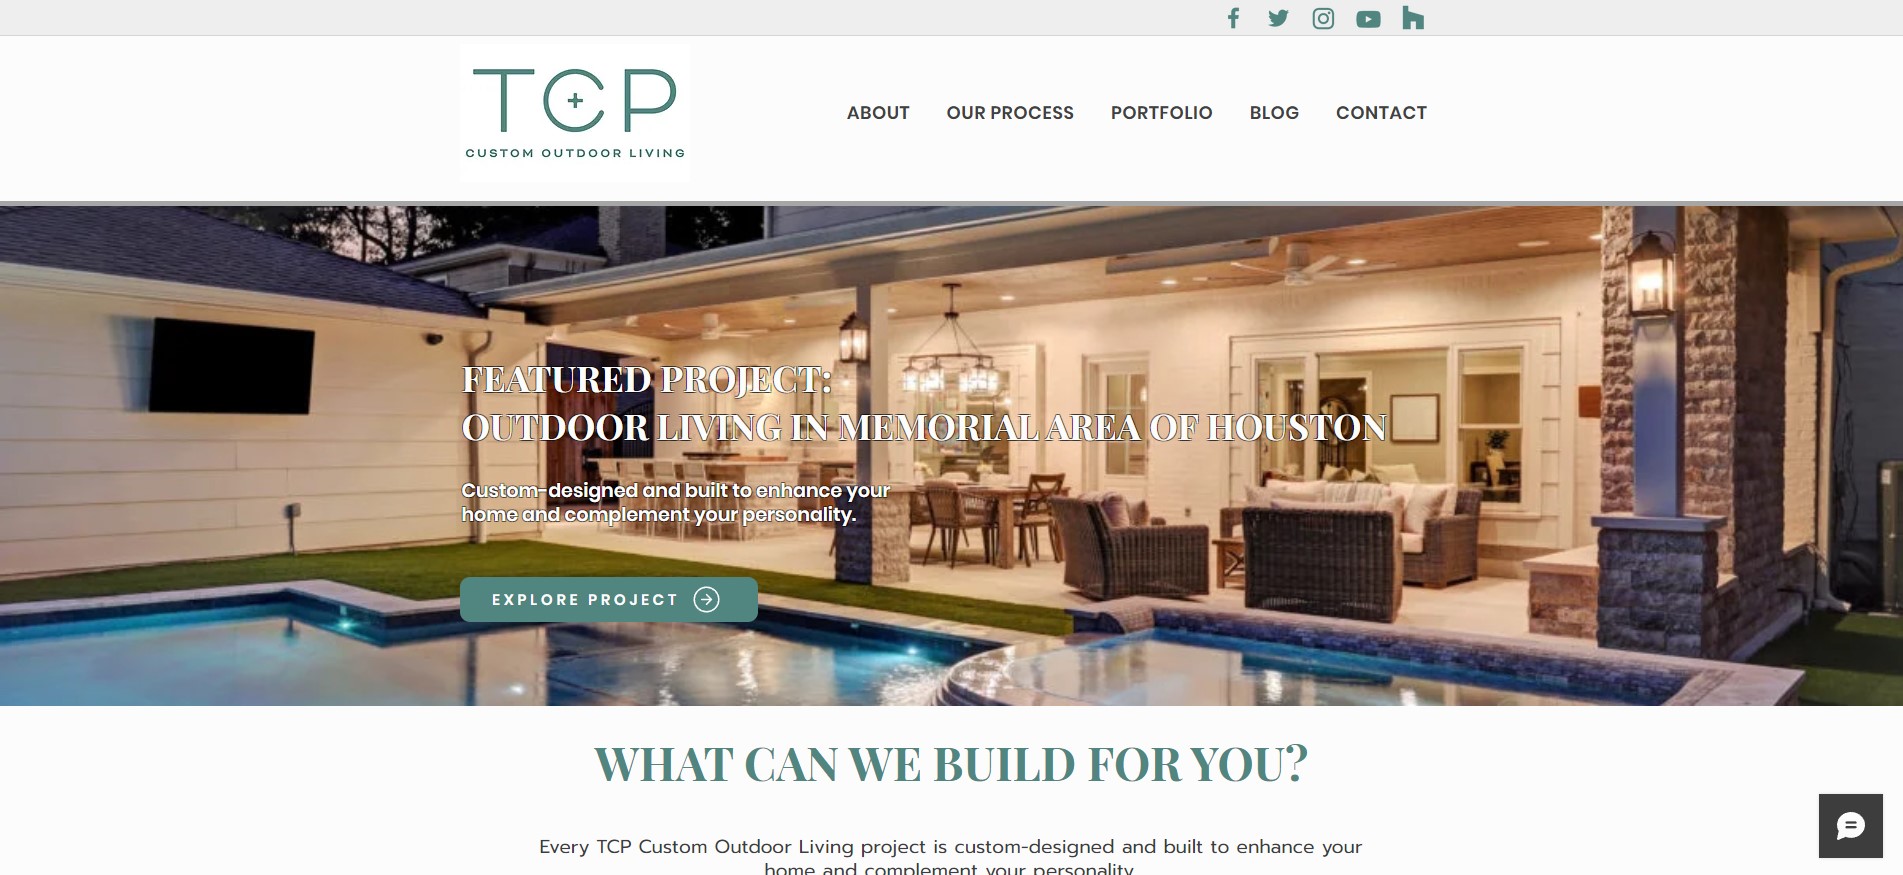 TCP
CUSTOM OUTDOOR LIVING
ABOUT OUR PROCESS PORTFOLIO BLOG CONTACT
FEATURED PROJECT:
OUTDOOR LIVING IN MEMORIAL AREA OF HOUSTON
Custom-designed and built to enhance your
home and complement your personality.
EXPLORE PROJECT
WHAT CAN WE BUILD FOR YOU?
Every TCP Custom Outdoor Living project is custom-designed and built to enhance your
home and complement your personality.